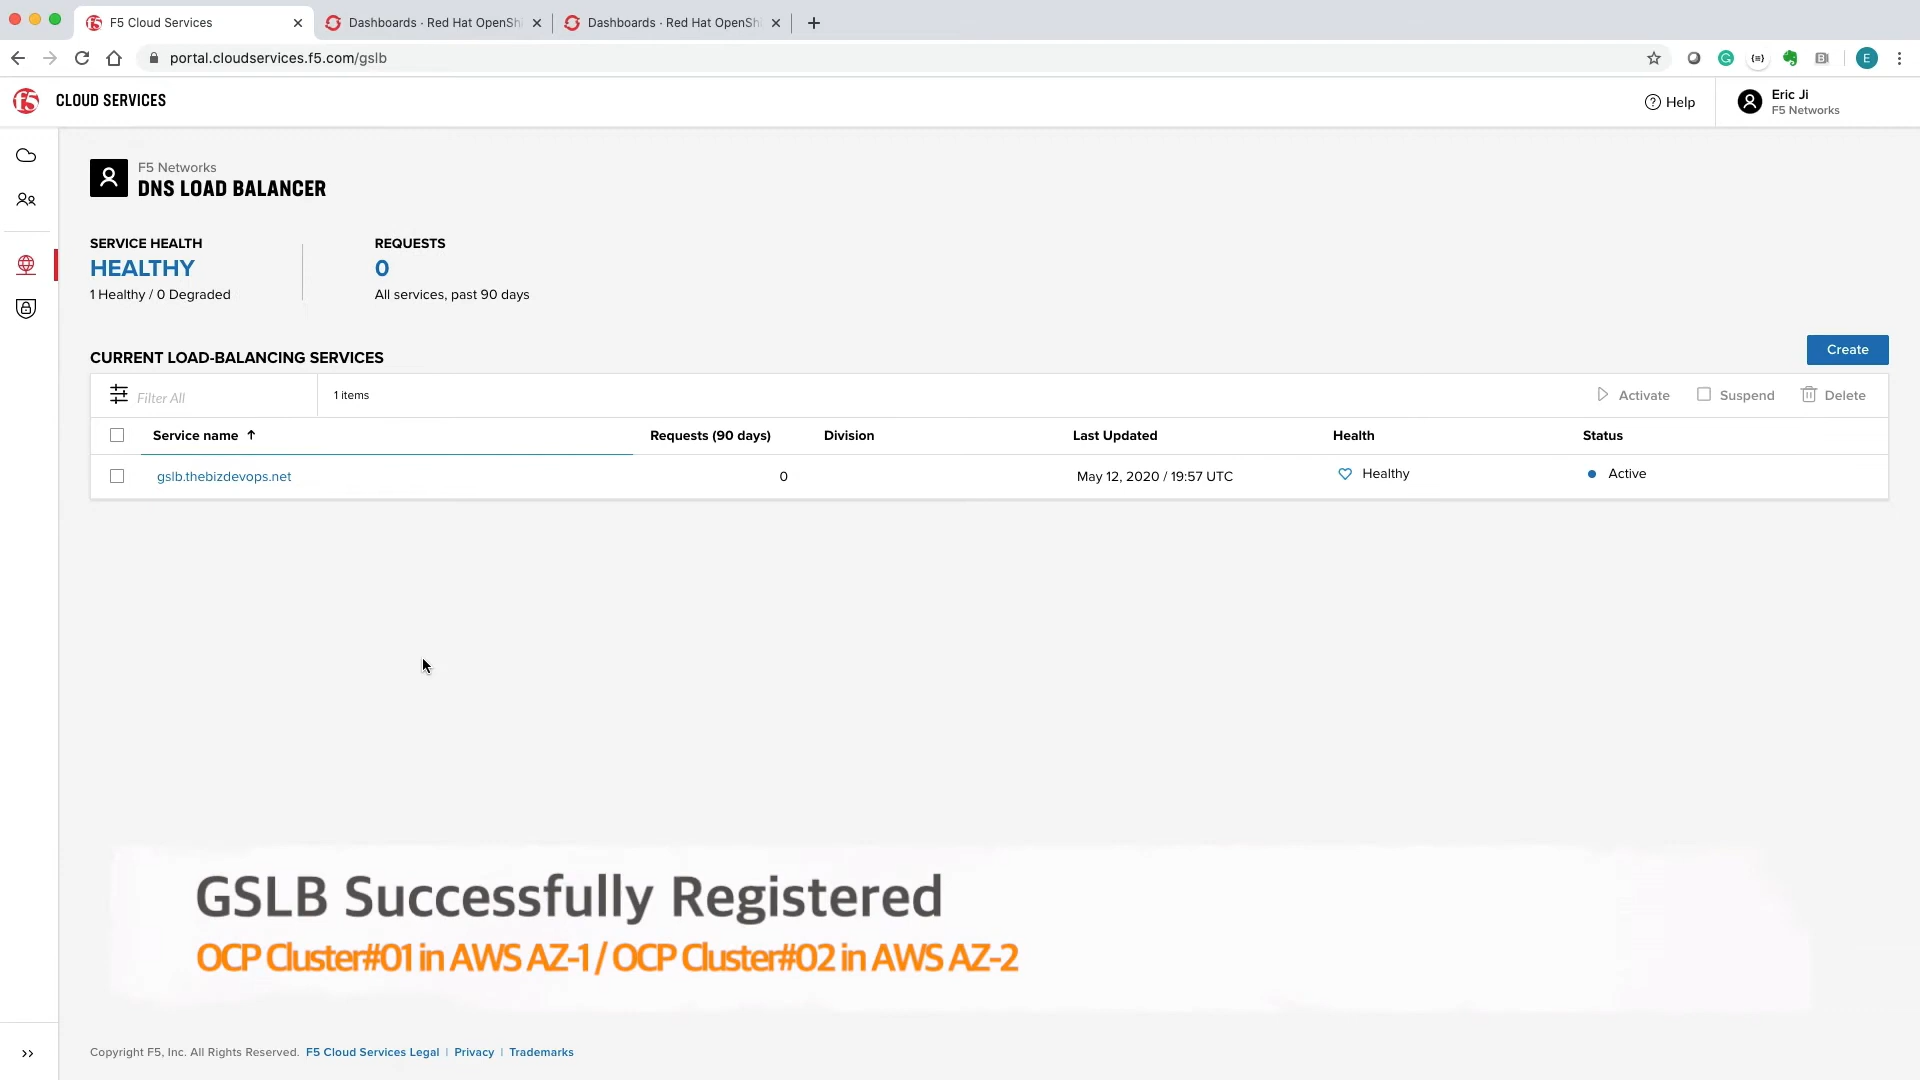 F5 Cloud Services
Dashboards · Red Hat OpenShi
Dashboards · Red Hat OpenShi
portal.cloudservices.f5.com/gslb
E
f5 CLOUD SERVICES
Help
Eric Ji
F5 Networks
F5 Networks
DNS LOAD BALANCER
SERVICE HEALTH
HEALTHY
1 Healthy / 0 Degraded
REQUESTS
0
All services, past 90 days
CURRENT LOAD-BALANCING SERVICES
Create
Filter All
1 items
Activate
Suspend
Delete
Service name ↑ Requests (90 days) Division Last Updated Health Status
gslb.thebizdevops.net 0 May 12, 2020 / 19:57 UTC Healthy Active
GSLB Successfully Registered
OCP Cluster#01 in AWS AZ-1 / OCP Cluster#02 in AWS AZ-2
Copyright F5, Inc. All Rights Reserved. F5 Cloud Services Legal | Privacy | Trademarks